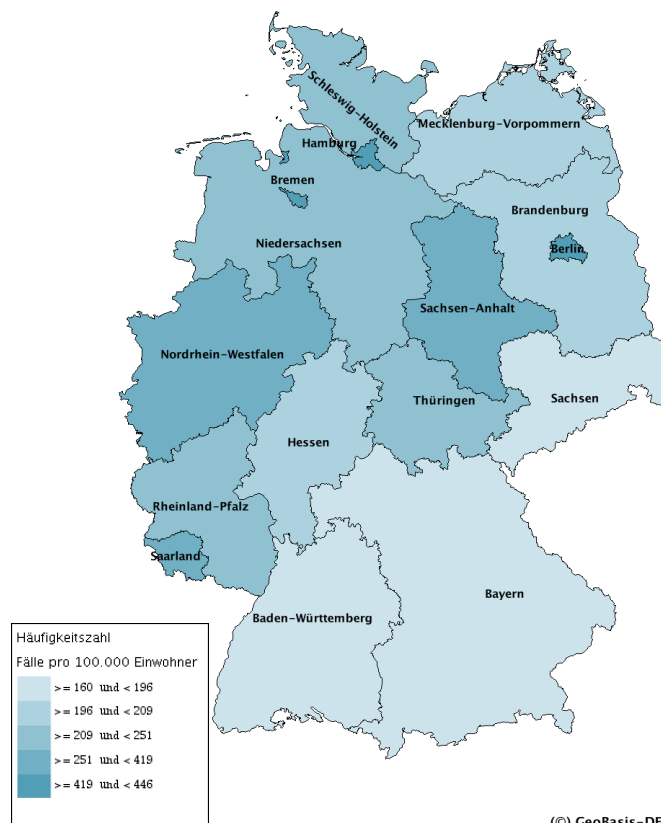 Schleswig-Holstein
Mecklenburg-Vorpommern
Hamburg
Bremen
Brandenburg
Niedersachsen
Berlin
Sachsen-Anhalt
Nordrhein-Westfalen
Thüringen
Sachsen
Hessen
Rheinland-Pfalz
Saarland
Bayern
Baden-Württemberg
Häufigkeitszahl
Fälle pro 100.000 Einwohner
>= 160 und < 196
>= 196 und < 209
>= 209 und < 251
>= 251 und < 419
>= 419 und < 446
(©) GeoBasis-DE